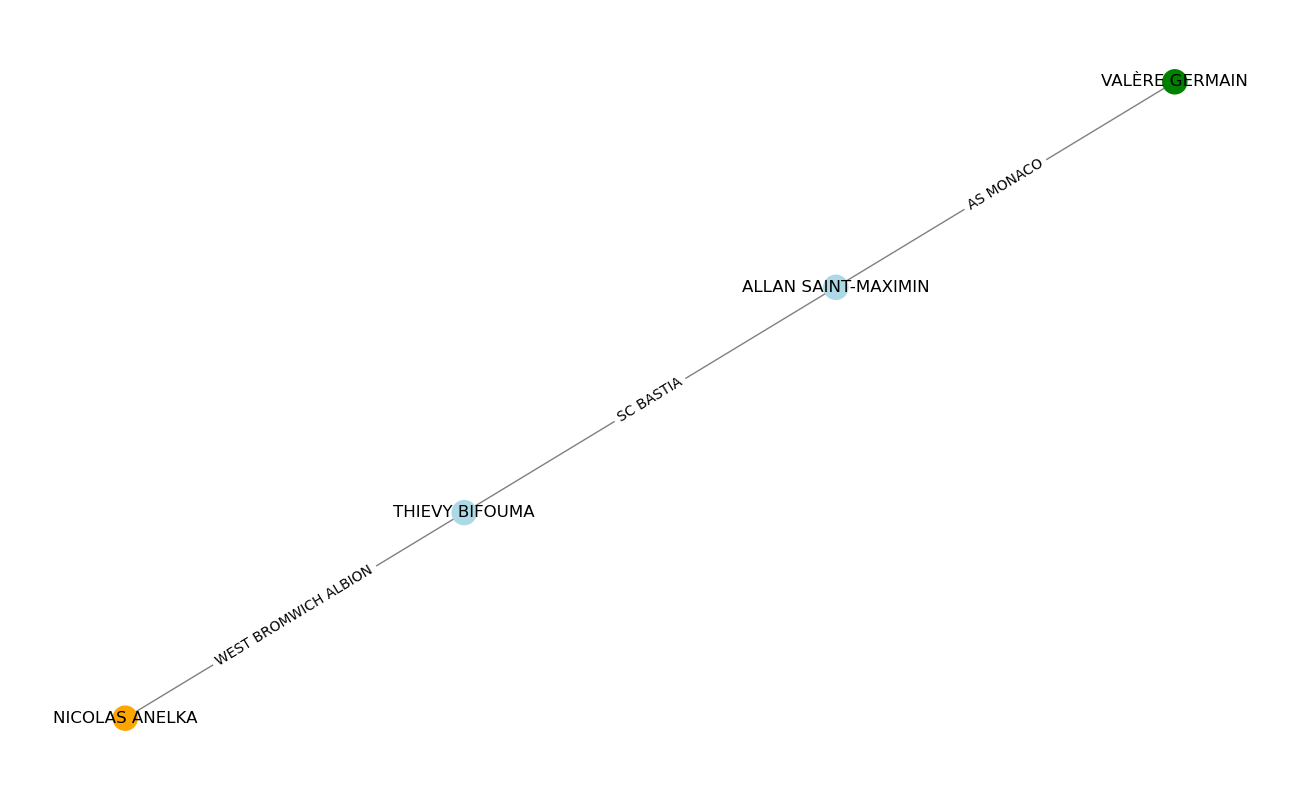 VALÈRE GERMAIN
AS MONACO
ALLAN SAINT-MAXIMIN
SC BASTIA
THIEVY BIFOUMA
WEST BROMWICH ALBION
NICOLAS ANELKA